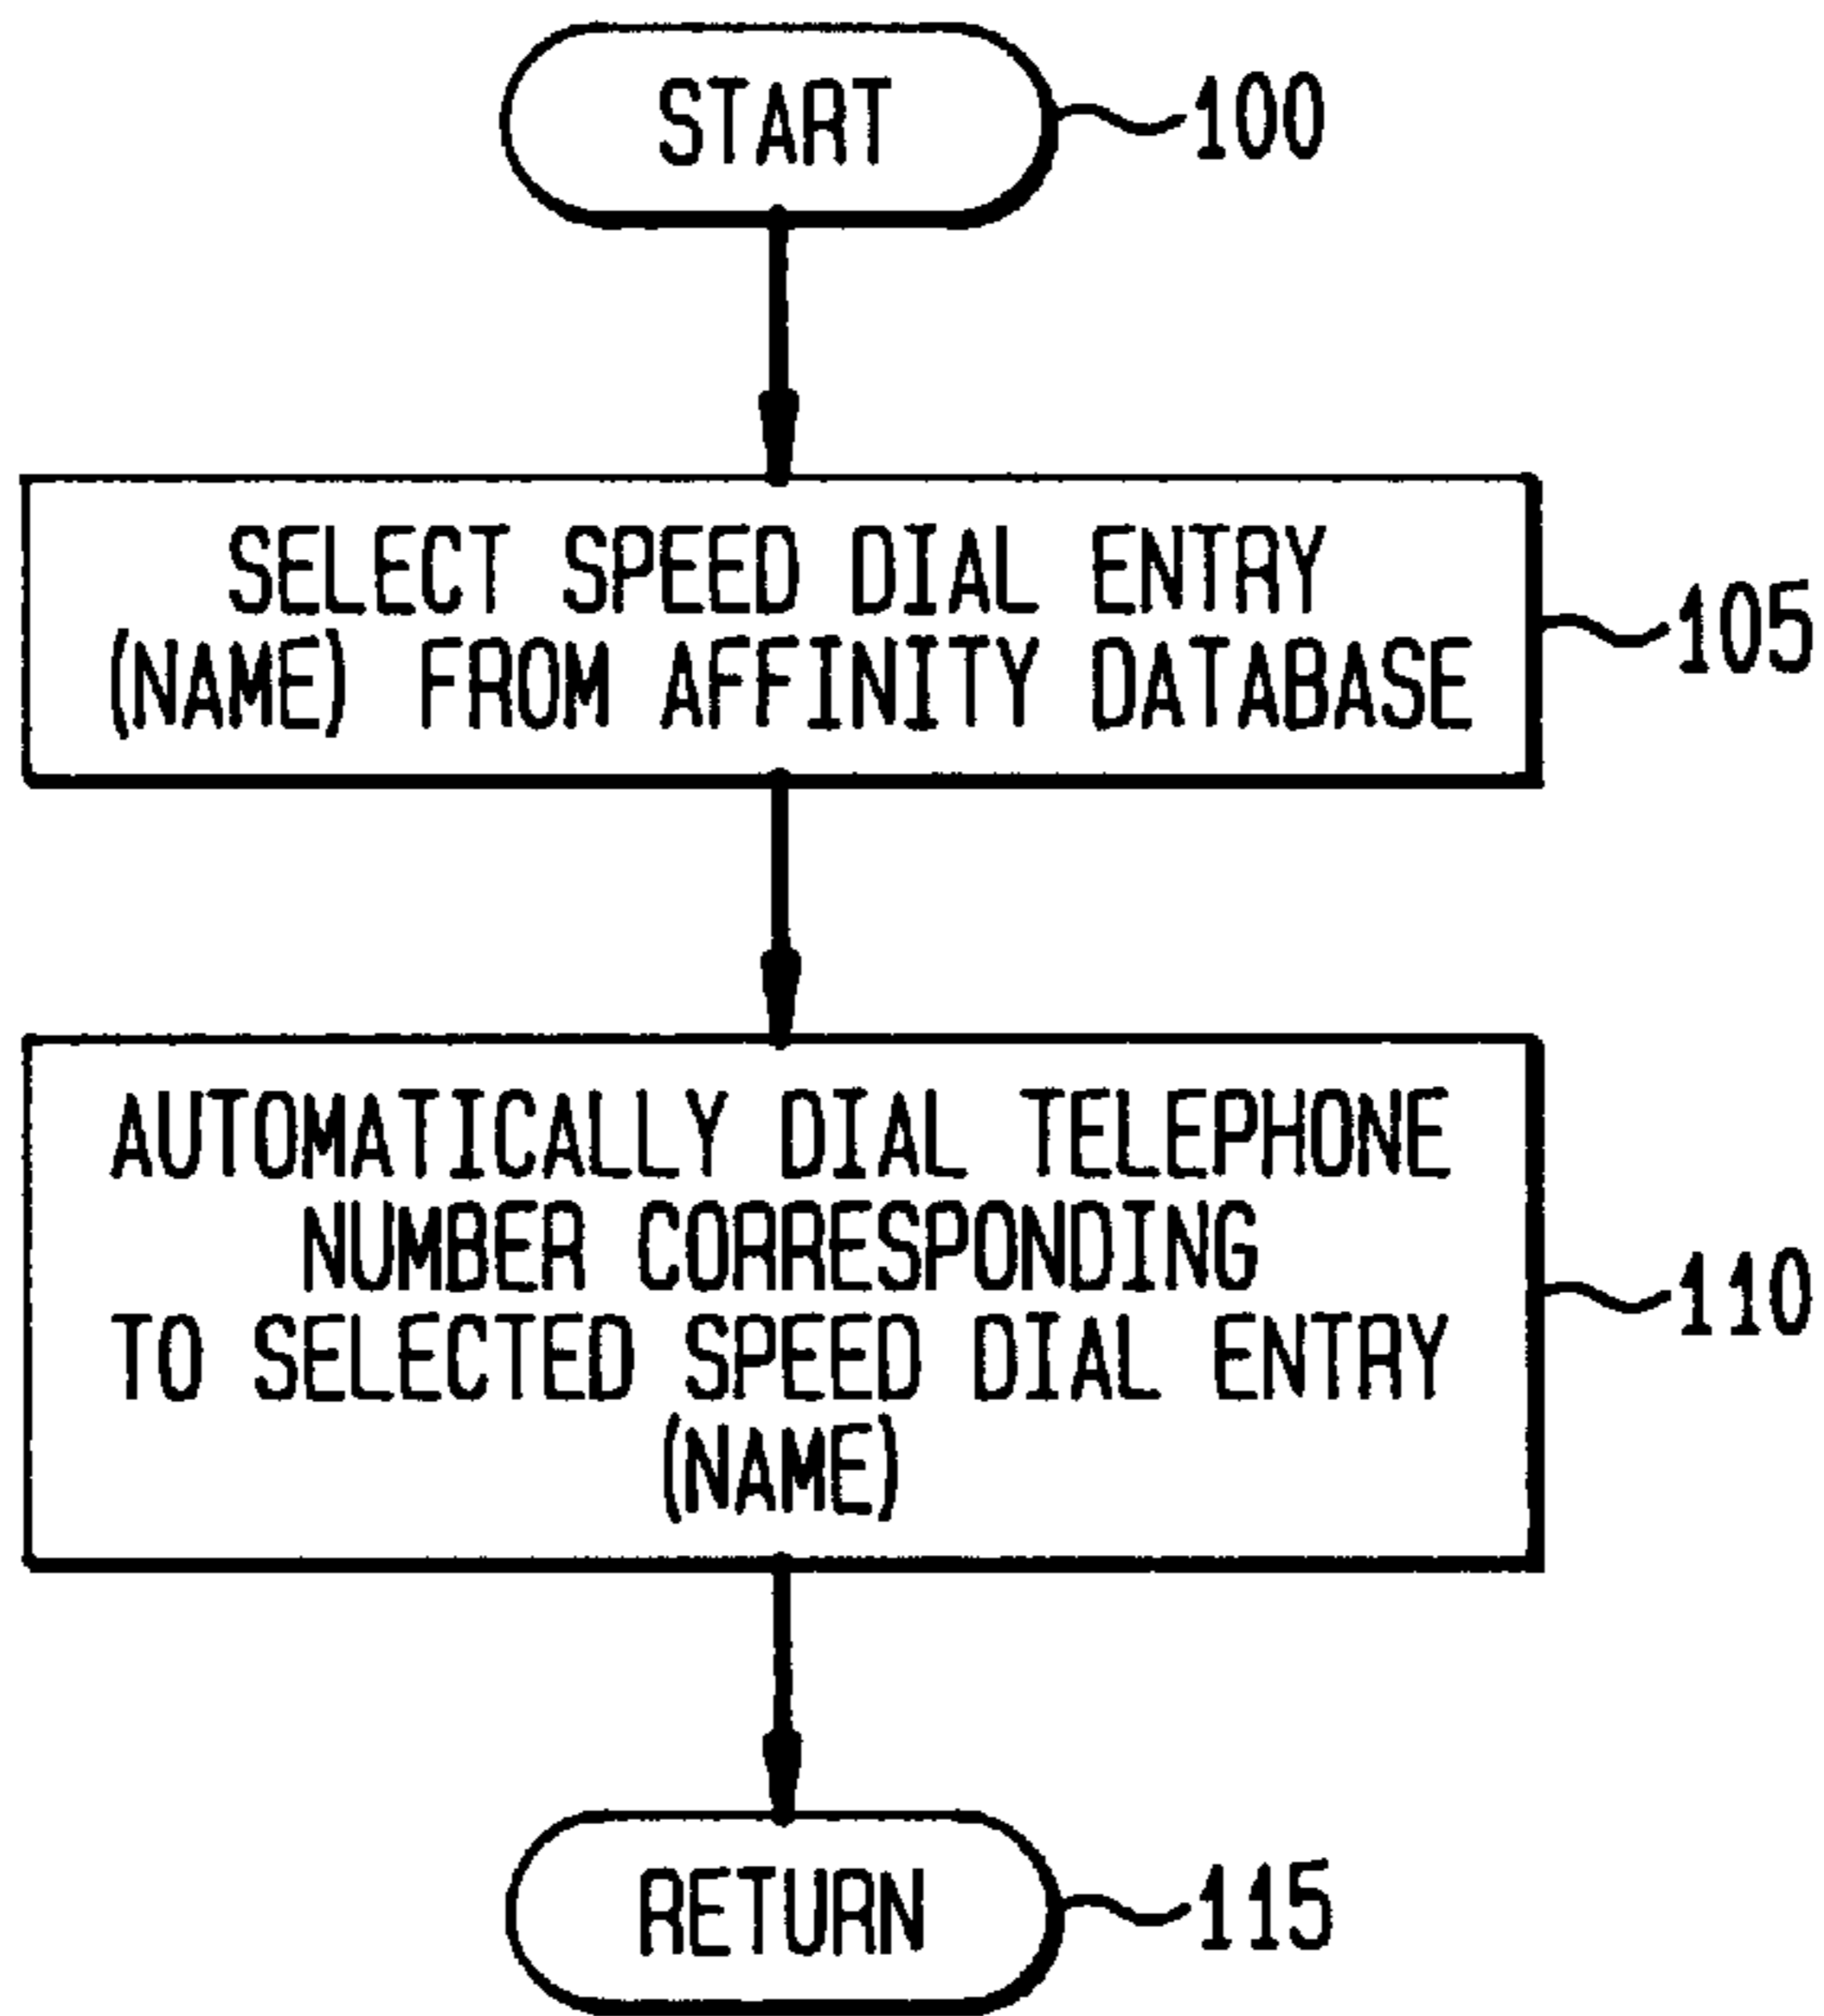 START
100
SELECT SPEED DIAL ENTRY
(NAME) FROM AFFINITY DATABASE
105
AUTOMATICALLY DIAL TELEPHONE
NUMBER CORRESPONDING
TO SELECTED SPEED DIAL ENTRY
(NAME)
110
RETURN
115